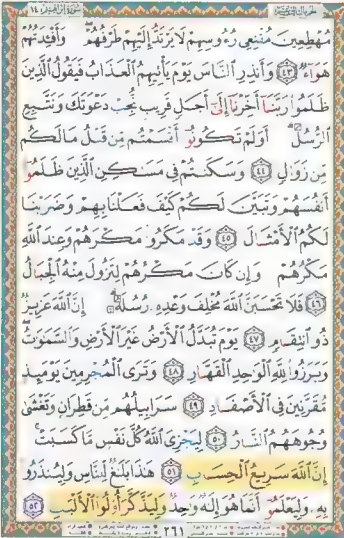 سورة ابراهيم ١٤
مُهْطِعِينَ مُقْنِعِي رُءُوسِهِمْ لَا يَرْتَدُّ إِلَيْهِمْ طَرْفُهُمْ وَأَفْئِدَتُهُمْ
هَوَآءٌ ٤٣ وَأَنذِرِ النَّاسَ يَوْمَ يَأْتِيهِمُ الْعَذَابُ فَيَقُولُ الَّذِينَ
ظَلَمُوا رَبَّنَآ أَخِّرْنَآ إِلَىٰٓ أَجَلٍ قَرِيبٍ نُّجِبْ دَعْوَتَكَ وَنَتَّبِعِ
الرُّسُلَ أَوَلَمْ تَكُونُوا أَقْسَمْتُم مِّن قَبْلُ مَا لَكُم
مِّن زَوَالٍ ٤٤ وَسَكَنتُمْ فِي مَسَٰكِنِ الَّذِينَ ظَلَمُوا
أَنفُسَهُمْ وَتَبَيَّنَ لَكُمْ كَيْفَ فَعَلْنَا بِهِمْ وَضَرَبْنَا
لَكُمُ الْأَمْثَالَ ٤٥ وَقَدْ مَكَرُوا مَكْرَهُمْ وَعِندَ اللَّهِ
مَكْرُهُمْ وَإِن كَانَ مَكْرُهُمْ لِتَزُولَ مِنْهُ الْجِبَالُ
٤٦ فَلَا تَحْسَبَنَّ اللَّهَ مُخْلِفَ وَعْدِهِ رُسُلَهُ إِنَّ اللَّهَ عَزِيزٌ
ذُو انتِقَامٍ ٤٧ يَوْمَ تُبَدَّلُ الْأَرْضُ غَيْرَ الْأَرْضِ وَالسَّمَٰوَٰتُ
وَبَرَزُوا لِلَّهِ الْوَٰحِدِ الْقَهَّارِ ٤٨ وَتَرَى الْمُجْرِمِينَ يَوْمَئِذٍ
مُّقَرَّنِينَ فِي الْأَصْفَادِ ٤٩ سَرَابِيلُهُم مِّن قَطِرَانٍ وَتَغْشَىٰ
وُجُوهَهُمُ النَّارُ ٥٠ لِيَجْزِيَ اللَّهُ كُلَّ نَفْسٍ مَّا كَسَبَتْ
إِنَّ اللَّهَ سَرِيعُ الْحِسَابِ ٥١ هَٰذَا بَلَٰغٌ لِّلنَّاسِ وَلِيُنذَرُوا
بِهِ وَلِيَعْلَمُوا أَنَّمَا هُوَ إِلَٰهٌ وَٰحِدٌ وَلِيَذَّكَّرَ أُولُوا الْأَلْبَٰبِ ٥٢
٢٦١